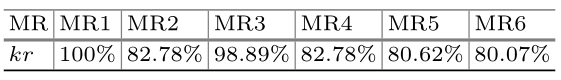 MR MR1 MR2 MR3 MR4 MR5 MR6
kr 100% 82.78% 98.89% 82.78% 80.62% 80.07%